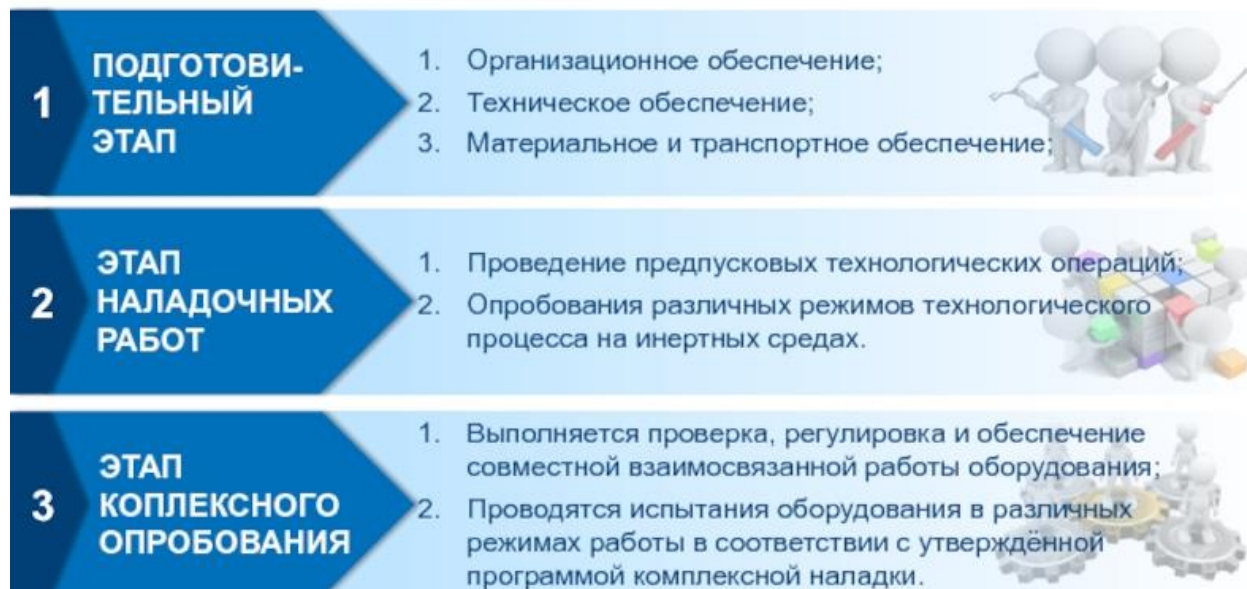 1
ПОДГОТОВИ-
ТЕЛЬНЫЙ
ЭТАП
1. Организационное обеспечение;
2. Техническое обеспечение;
3. Материальное и транспортное обеспечение;
2
ЭТАП
НАЛАДОЧНЫХ
РАБОТ
1. Проведение предпусковых технологических операций;
2. Опробования различных режимов технологического
процесса на инертных средах.
3
ЭТАП
КОПЛЕКСНОГО
ОПРОБОВАНИЯ
1. Выполняется проверка, регулировка и обеспечение
совместной взаимосвязанной работы оборудования;
2. Проводятся испытания оборудования в различных
режимах работы в соответствии с утверждённой
программой комплексной наладки.